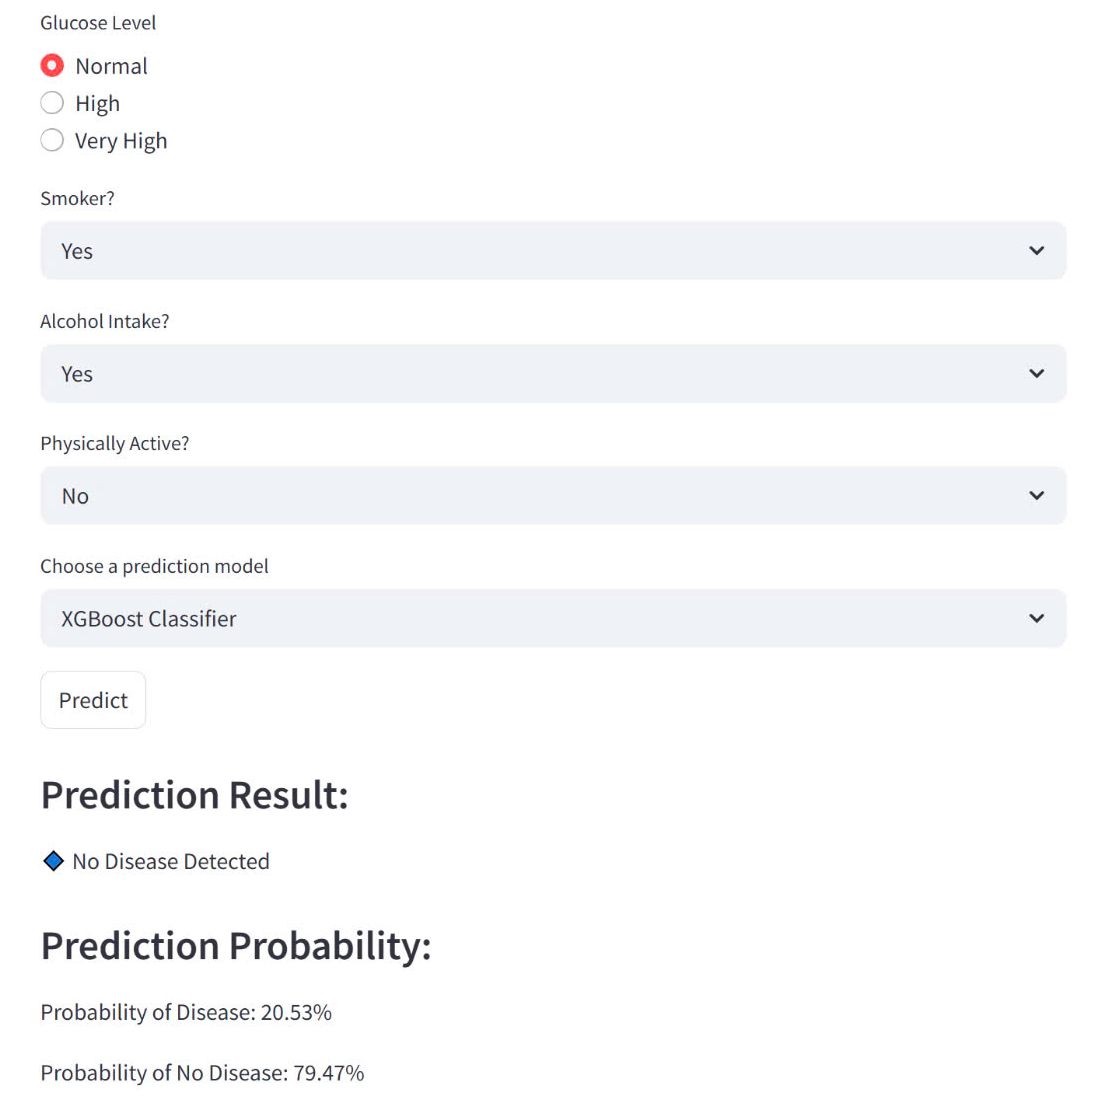 Glucose Level
Normal
High
Very High
Smoker?
Yes
Alcohol Intake?
Yes
Physically Active?
No
Choose a prediction model
XGBoost Classifier
Predict
Prediction Result:
No Disease Detected
Prediction Probability:
Probability of Disease: 20.53%
Probability of No Disease: 79.47%